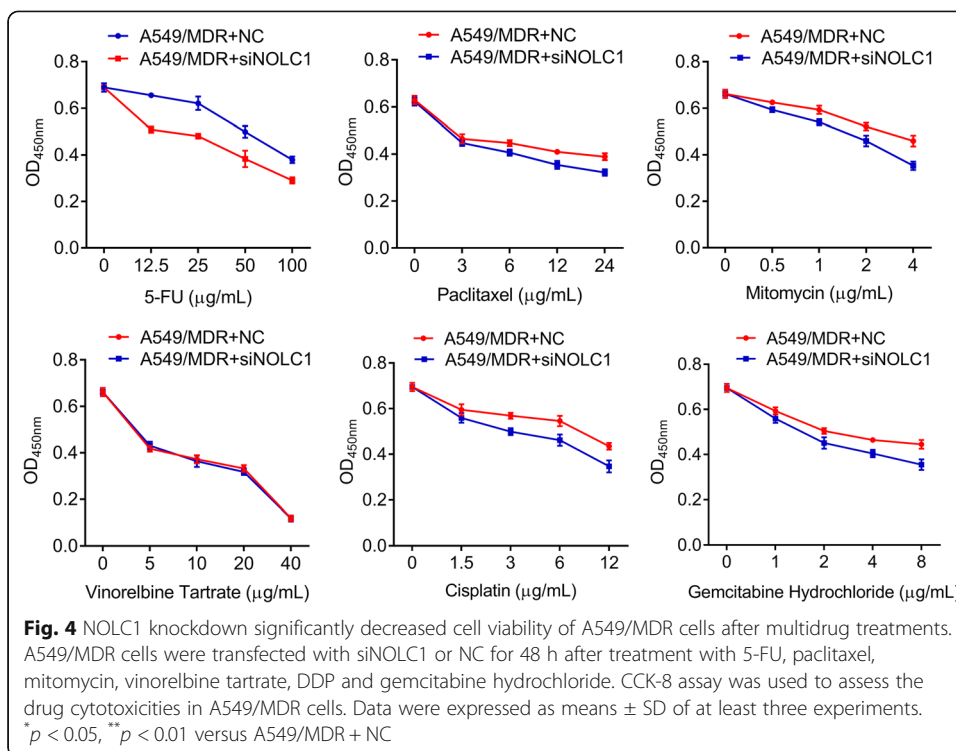 A549/MDR+NC
A549/MDR+siNOLC1
0.8
0.6
0.4
0.2
0.0
OD450nm
0 12.5 25 50 100
5-FU (µg/mL)
A549/MDR+NC
A549/MDR+siNOLC1
0.8
0.6
0.4
0.2
0.0
OD450nm
0 3 6 12 24
Paclitaxel (µg/mL)
A549/MDR+NC
A549/MDR+siNOLC1
0.8
0.6
0.4
0.2
0.0
OD450nm
0 0.5 1 2 4
Mitomycin (µg/mL)
A549/MDR+NC
A549/MDR+siNOLC1
0.8
0.6
0.4
0.2
0.0
OD450nm
0 5 10 20 40
Vinorelbine Tartrate (µg/mL)
A549/MDR+NC
A549/MDR+siNOLC1
0.8
0.6
0.4
0.2
0.0
OD450nm
0 1.5 3 6 12
Cisplatin (µg/mL)
A549/MDR+NC
A549/MDR+siNOLC1
0.8
0.6
0.4
0.2
0.0
OD450nm
0 1 2 4 8
Gemcitabine Hydrochloride (µg/mL)
Fig. 4 NOLC1 knockdown significantly decreased cell viability of A549/MDR cells after multidrug treatments.
A549/MDR cells were transfected with siNOLC1 or NC for 48 h after treatment with 5-FU, paclitaxel,
mitomycin, vinorelbine tartrate, DDP and gemcitabine hydrochloride. CCK-8 assay was used to assess the
drug cytotoxicities in A549/MDR cells. Data were expressed as means ± SD of at least three experiments.
*p < 0.05, **p < 0.01 versus A549/MDR + NC